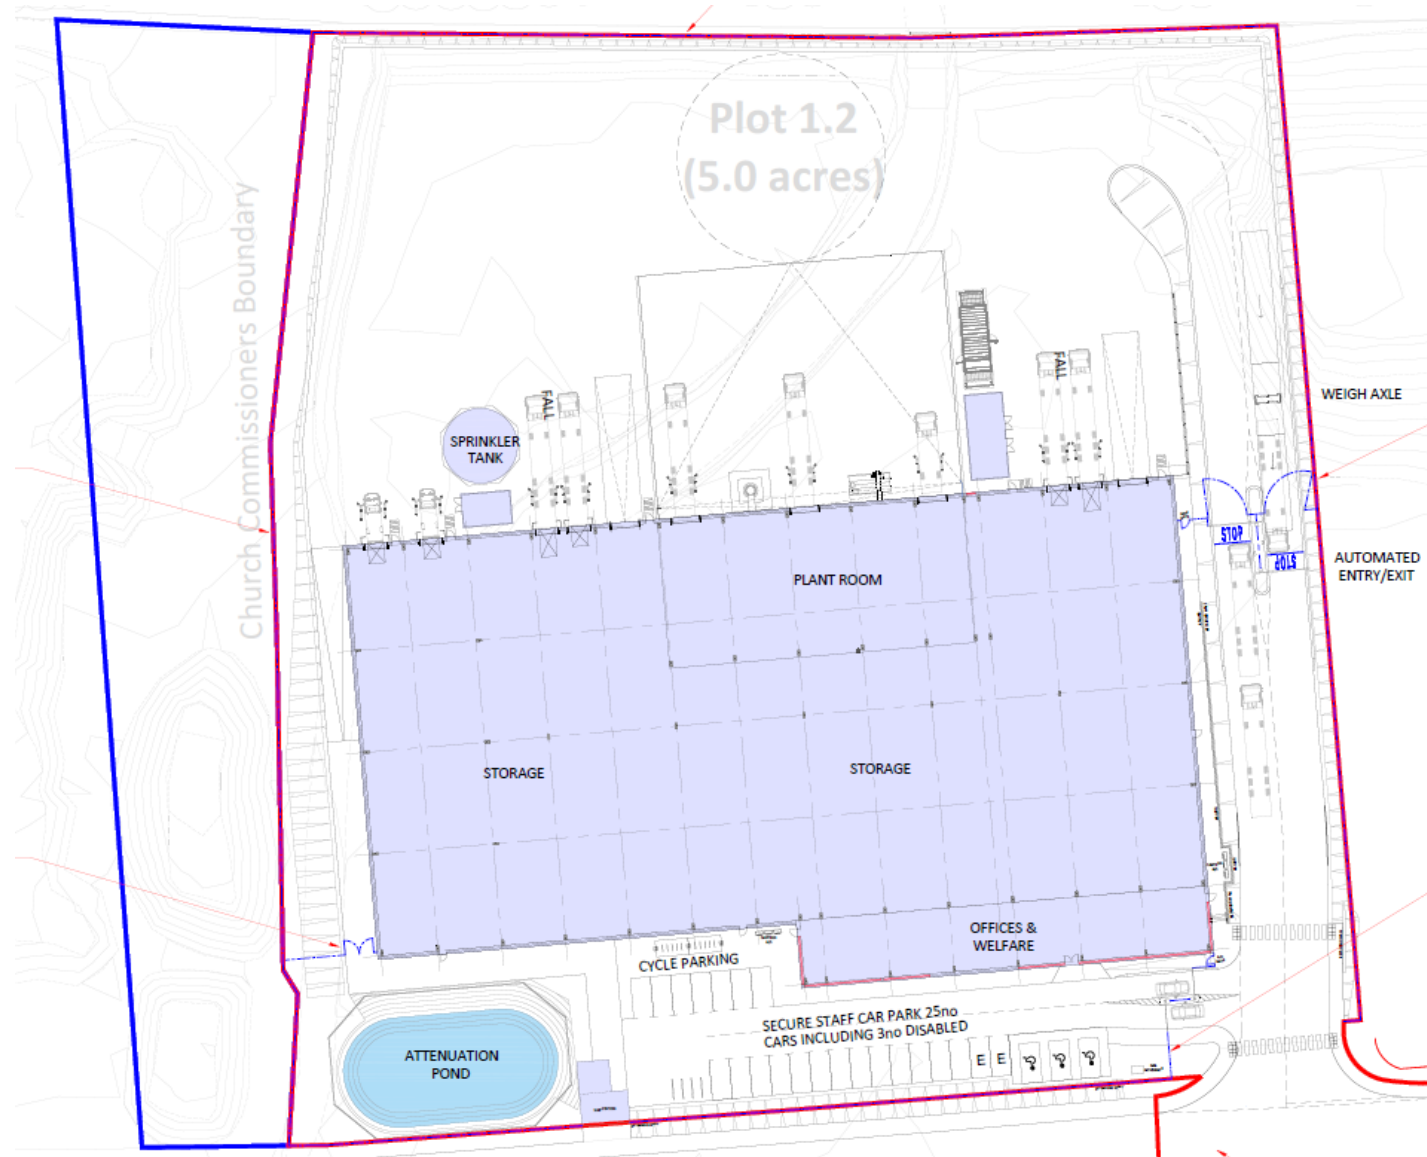 Plot 1.2
(5.0 acres)
Church Commissioners Boundary
WEIGH AXLE
FALL
FALL
SPRINKLER
TANK
STOP
STOP
AUTOMATED
ENTRY/EXIT
PLANT ROOM
STORAGE
STORAGE
OFFICES &
WELFARE
CYCLE PARKING
SECURE STAFF CAR PARK 25no
CARS INCLUDING 3no DISABLED
ATTENUATION
POND
E E